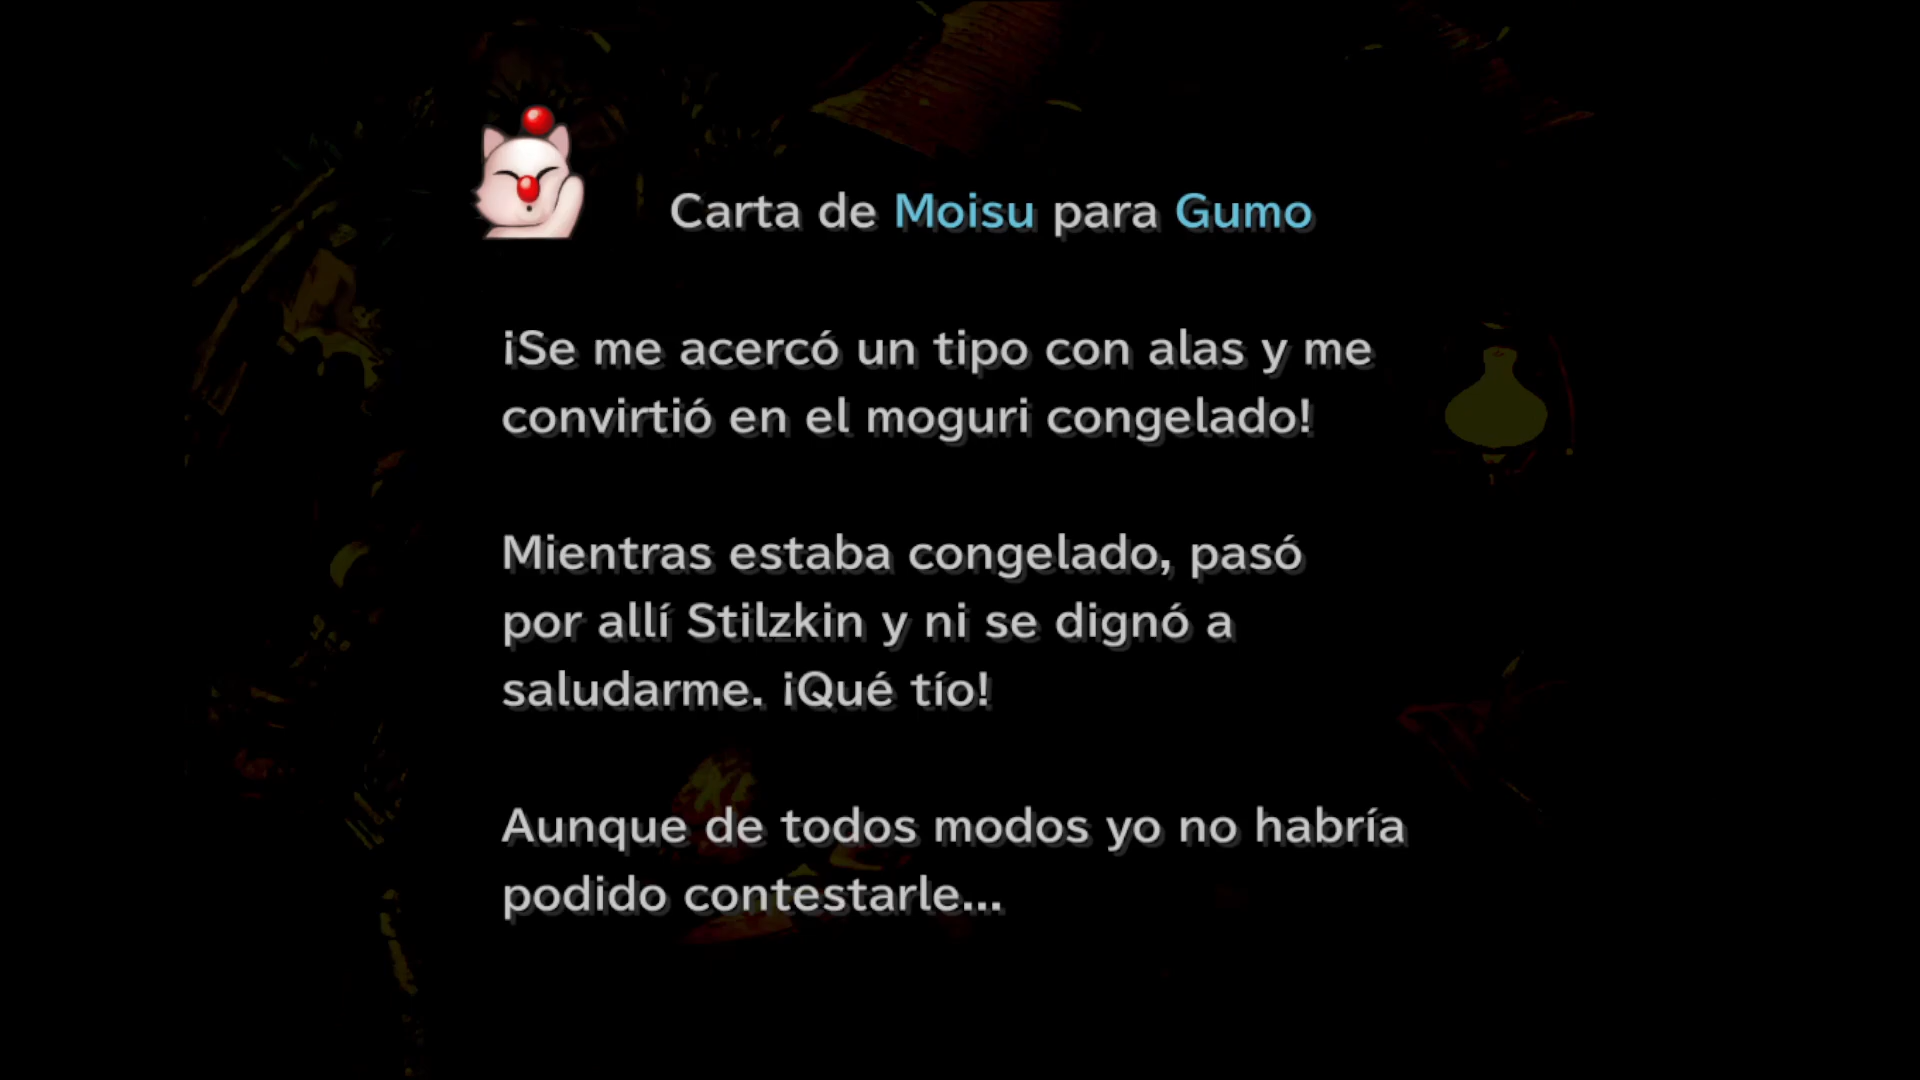 Carta de Moisu para Gumo
¡Se me acercó un tipo con alas y me
convirtió en el moguri congelado!
Mientras estaba congelado, pasó
por allí Stilzkin y ni se dignó a
saludarme. ¡Qué tío!
Aunque de todos modos yo no habría
podido contestarle...